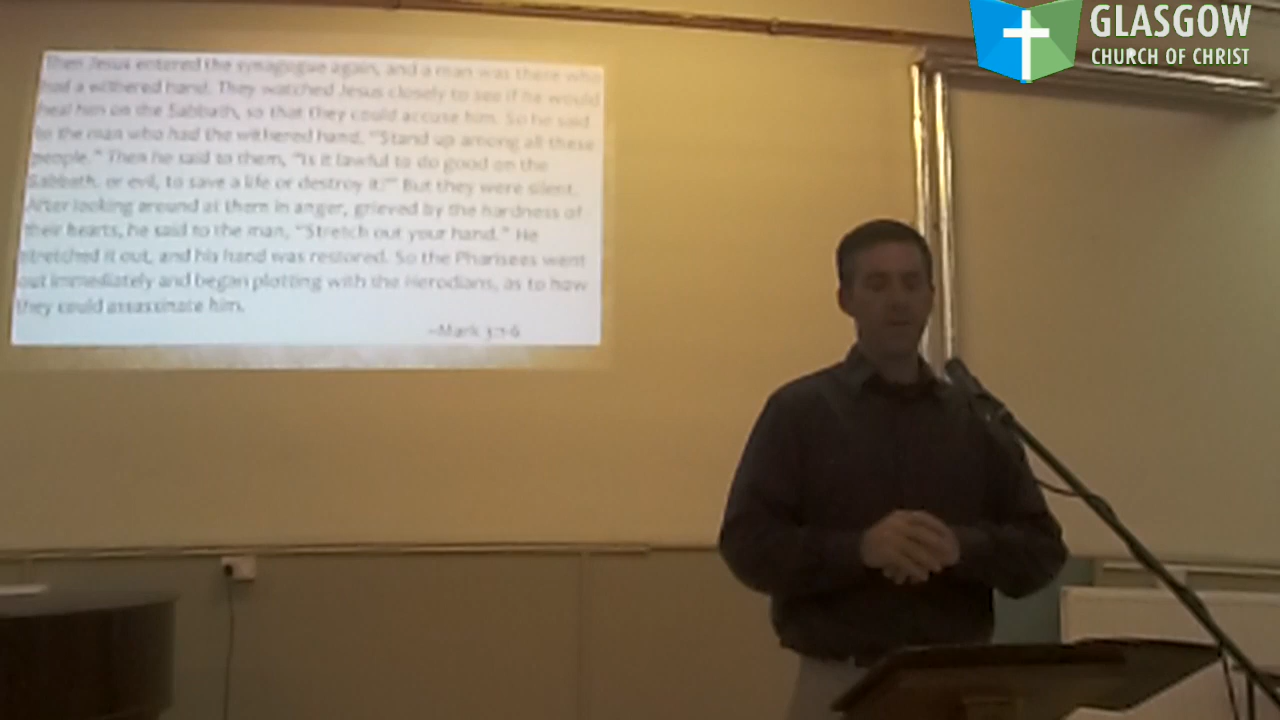 GLASGOW
CHURCH OF CHRIST
Then Jesus entered the synagogue again, and a man was there who
had a withered hand. They watched Jesus closely to see if he would
heal him on the Sabbath, so that they could accuse him. So he said
to the man who had the withered hand, "Stand up among all these
people." Then he said to them, "Is it lawful to do good on the
Sabbath, or evil, to save a life or destroy it?" But they were silent.
After looking around at them in anger, grieved by the hardness of
their hearts, he said to the man, "Stretch out your hand." He
stretched it out, and his hand was restored. So the Pharisees went
out immediately and began plotting with the Herodians, as to how
they could assassinate him.
–Mark 3:1-6